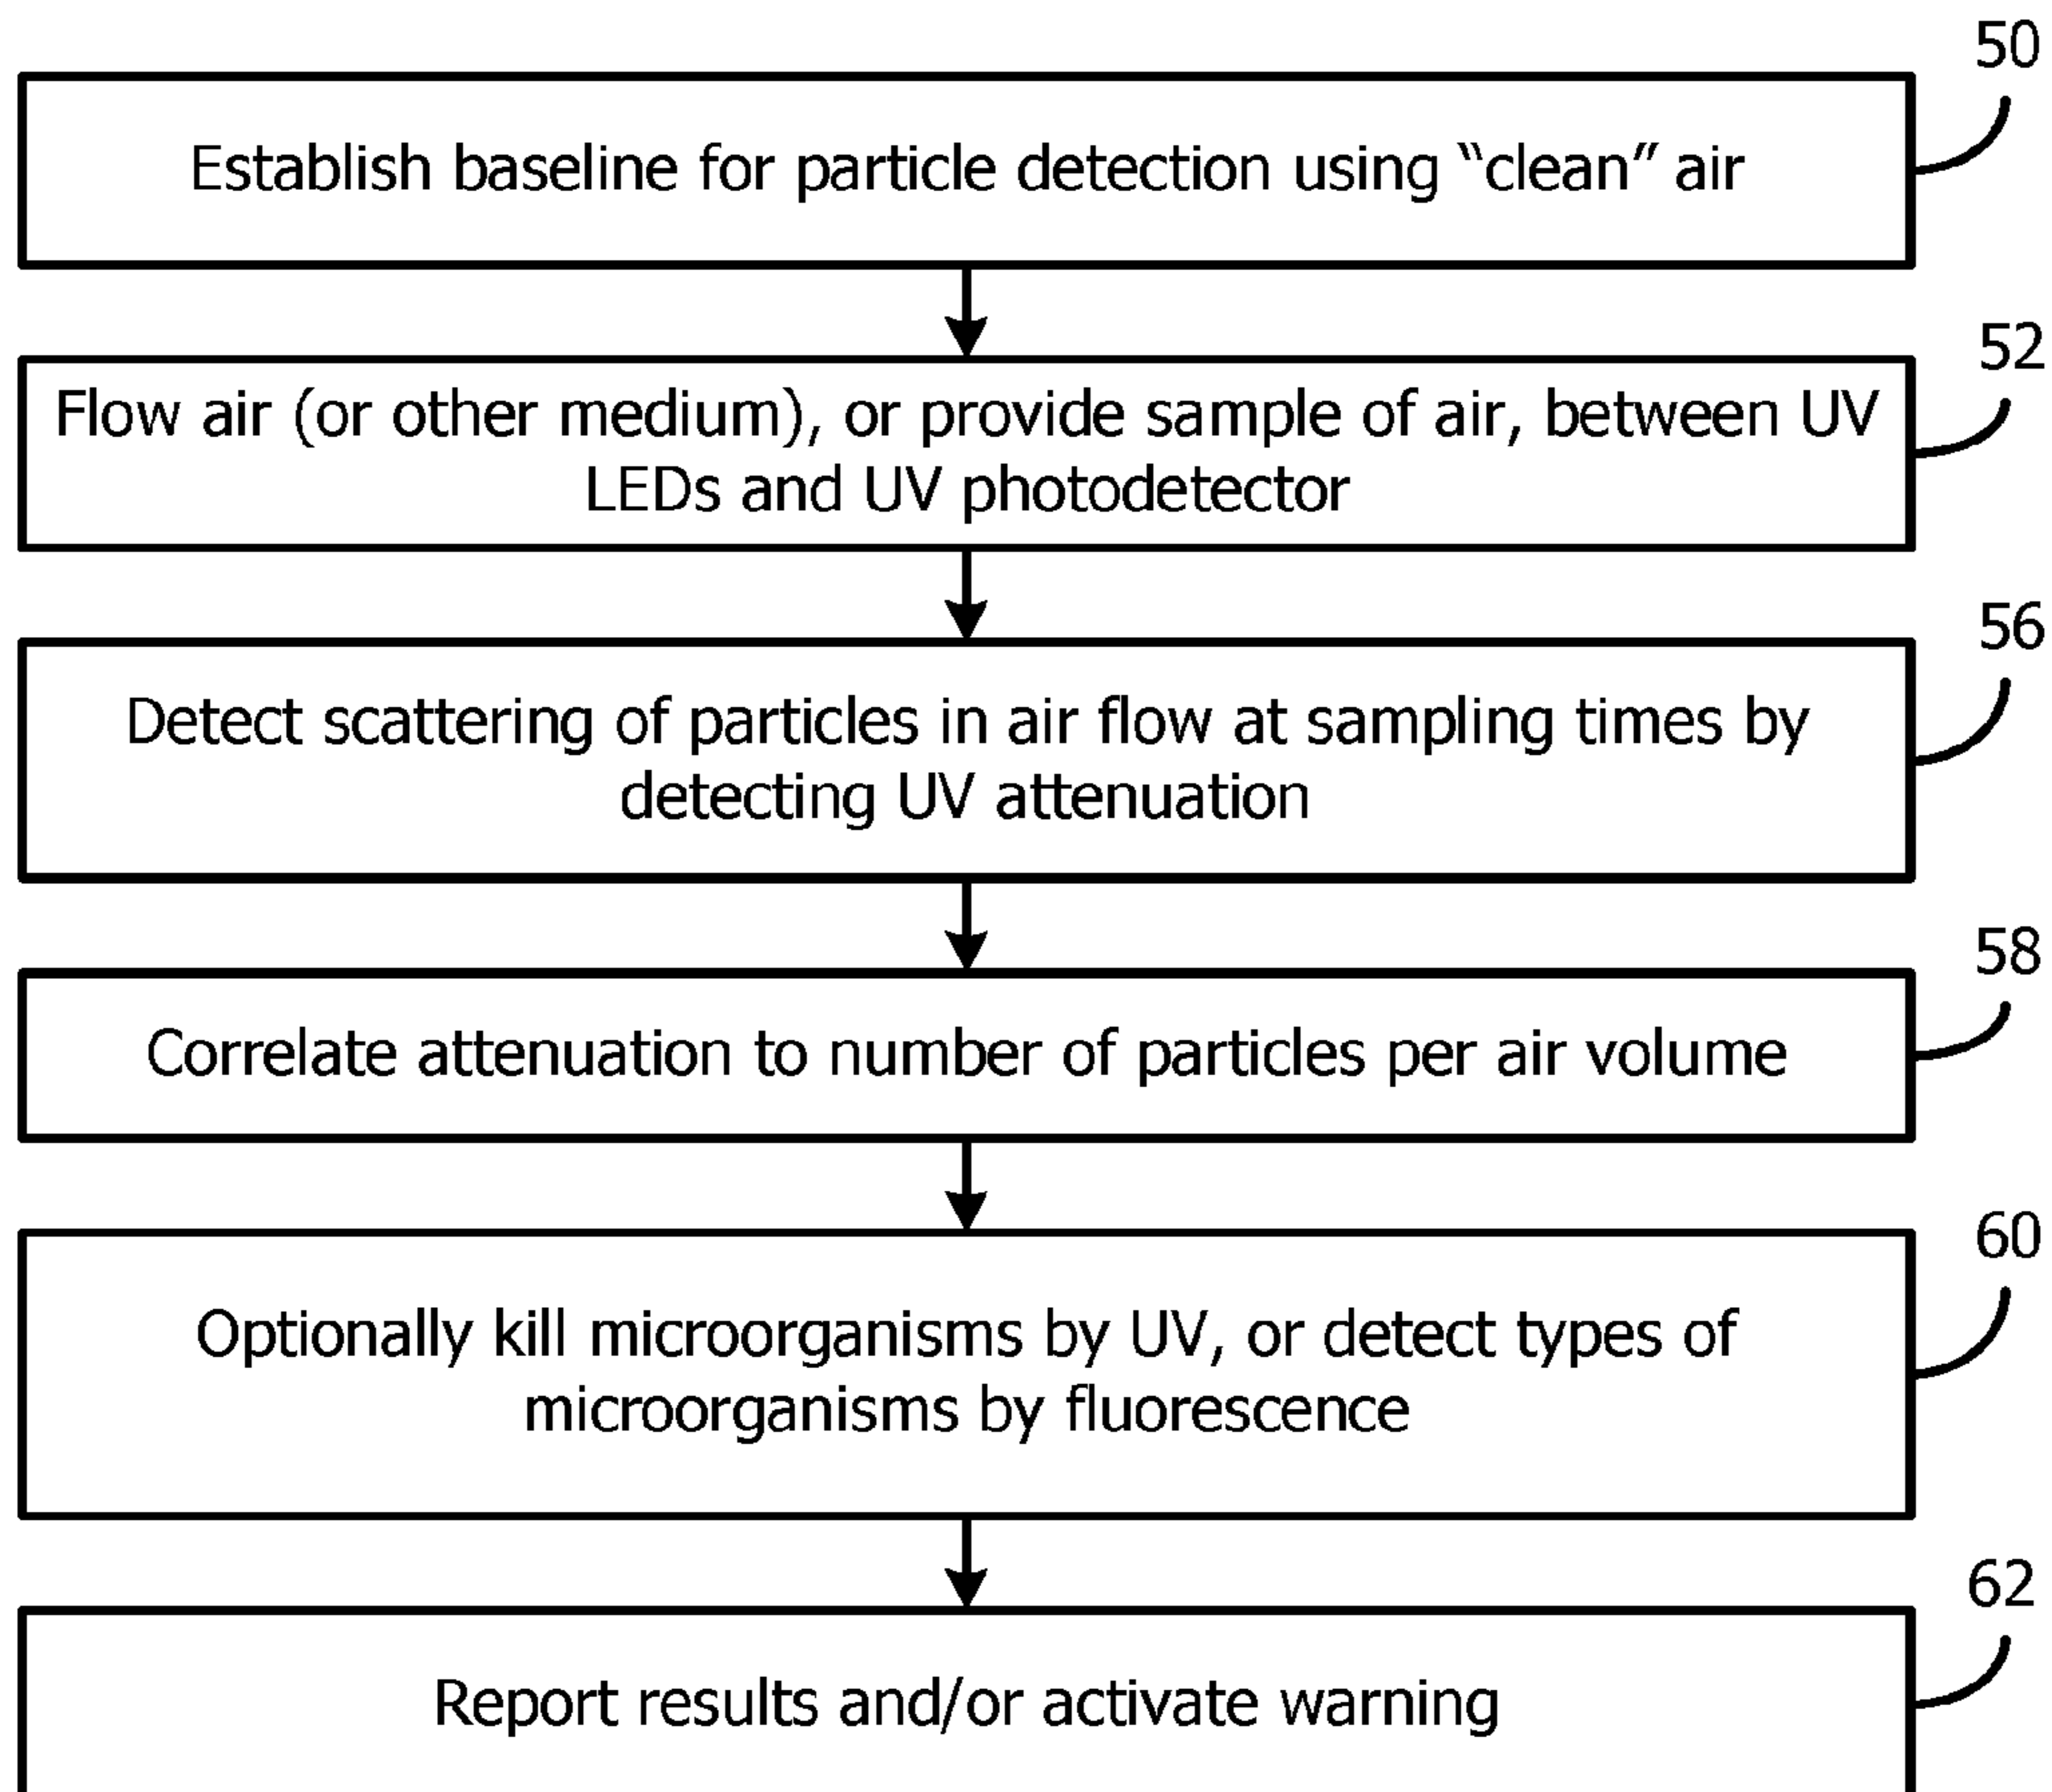 50
Establish baseline for particle detection using “clean” air
52
Flow air (or other medium), or provide sample of air, between UV
LEDs and UV photodetector
56
Detect scattering of particles in air flow at sampling times by
detecting UV attenuation
58
Correlate attenuation to number of particles per air volume
60
Optionally kill microorganisms by UV, or detect types of
microorganisms by fluorescence
62
Report results and/or activate warning